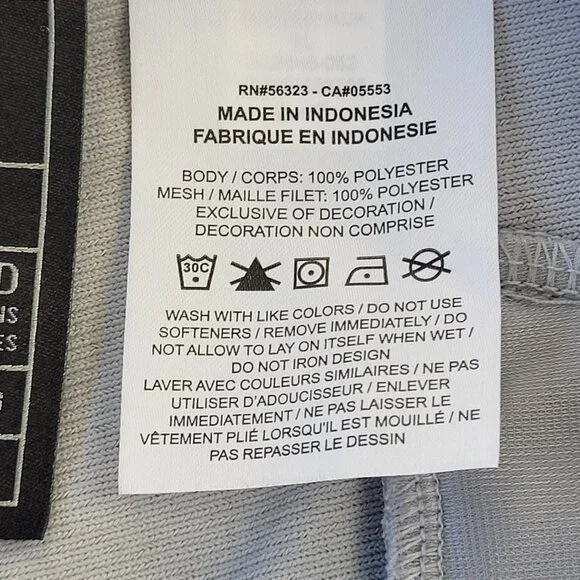 RN#56323 - CA#05553
MADE IN INDONESIA
FABRIQUE EN INDONESIE
BODY / CORPS: 100% POLYESTER
MESH / MAILLE FILET: 100% POLYESTER
EXCLUSIVE OF DECORATION /
DECORATION NON COMPRISE
30C
WASH WITH LIKE COLORS / DO NOT USE
SOFTENERS / REMOVE IMMEDIATELY / DO
NOT ALLOW TO LAY ON ITSELF WHEN WET /
DO NOT IRON DESIGN
LAVER AVEC COULEURS SIMILAIRES / NE PAS
UTILISER D'ADOUCISSEUR / ENLEVER
IMMEDIATEMENT / NE PAS LAISSER LE
VÊTEMENT PLIÉ LORSQU'IL EST MOUILLÉ / NE
PAS REPASSER LE DESSIN